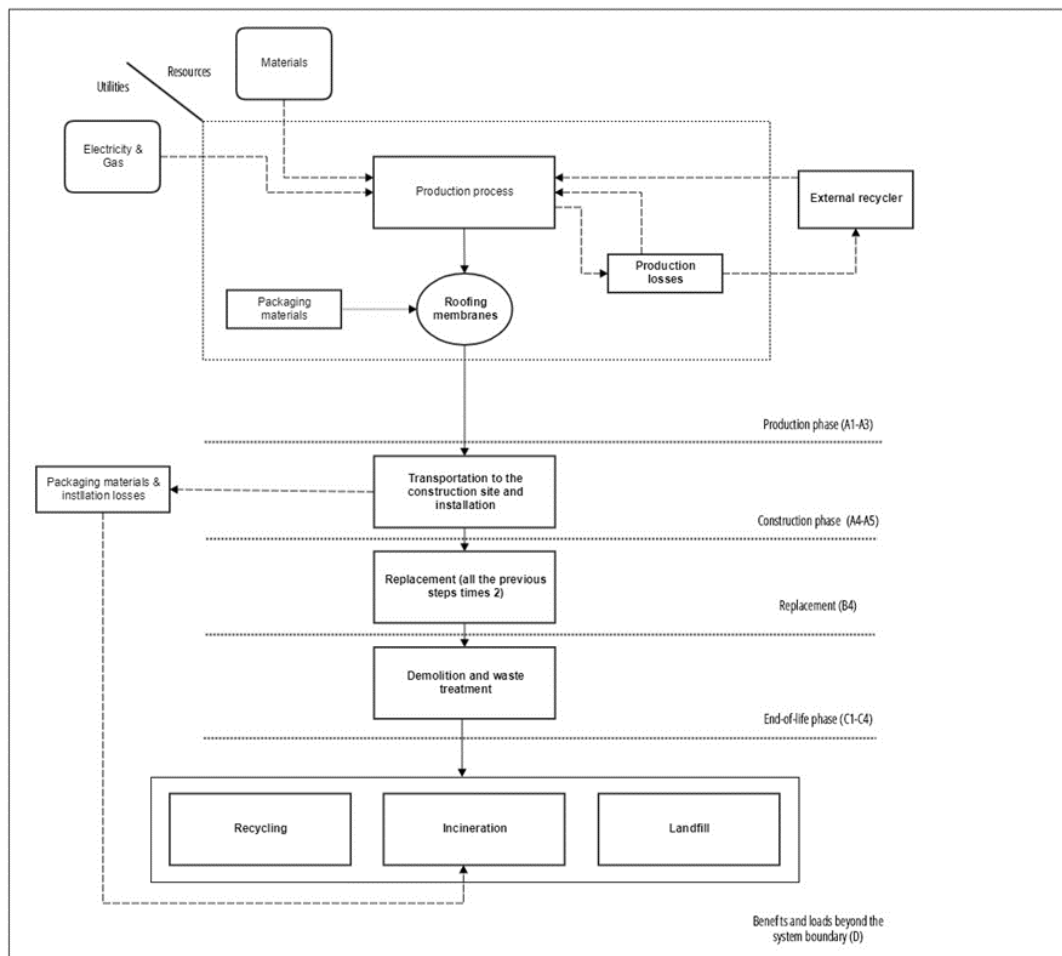 Materials
Resources
Utilities
Electricity &
Gas
Production process
External recycler
Production
losses
Packaging
materials
Roofing
membranes
Production phase (A1-A3)
Transportation to the
construction site and
installation
Packaging materials &
instllation losses
Construction phase (A4-A5)
Replacement (all the previous
steps times 2)
Replacement (B4)
Demolition and waste
treatment
End-of-life phase (C1-C4)
Recycling
Incineration
Landfill
Benefits and loads beyond the
system boundary (D)